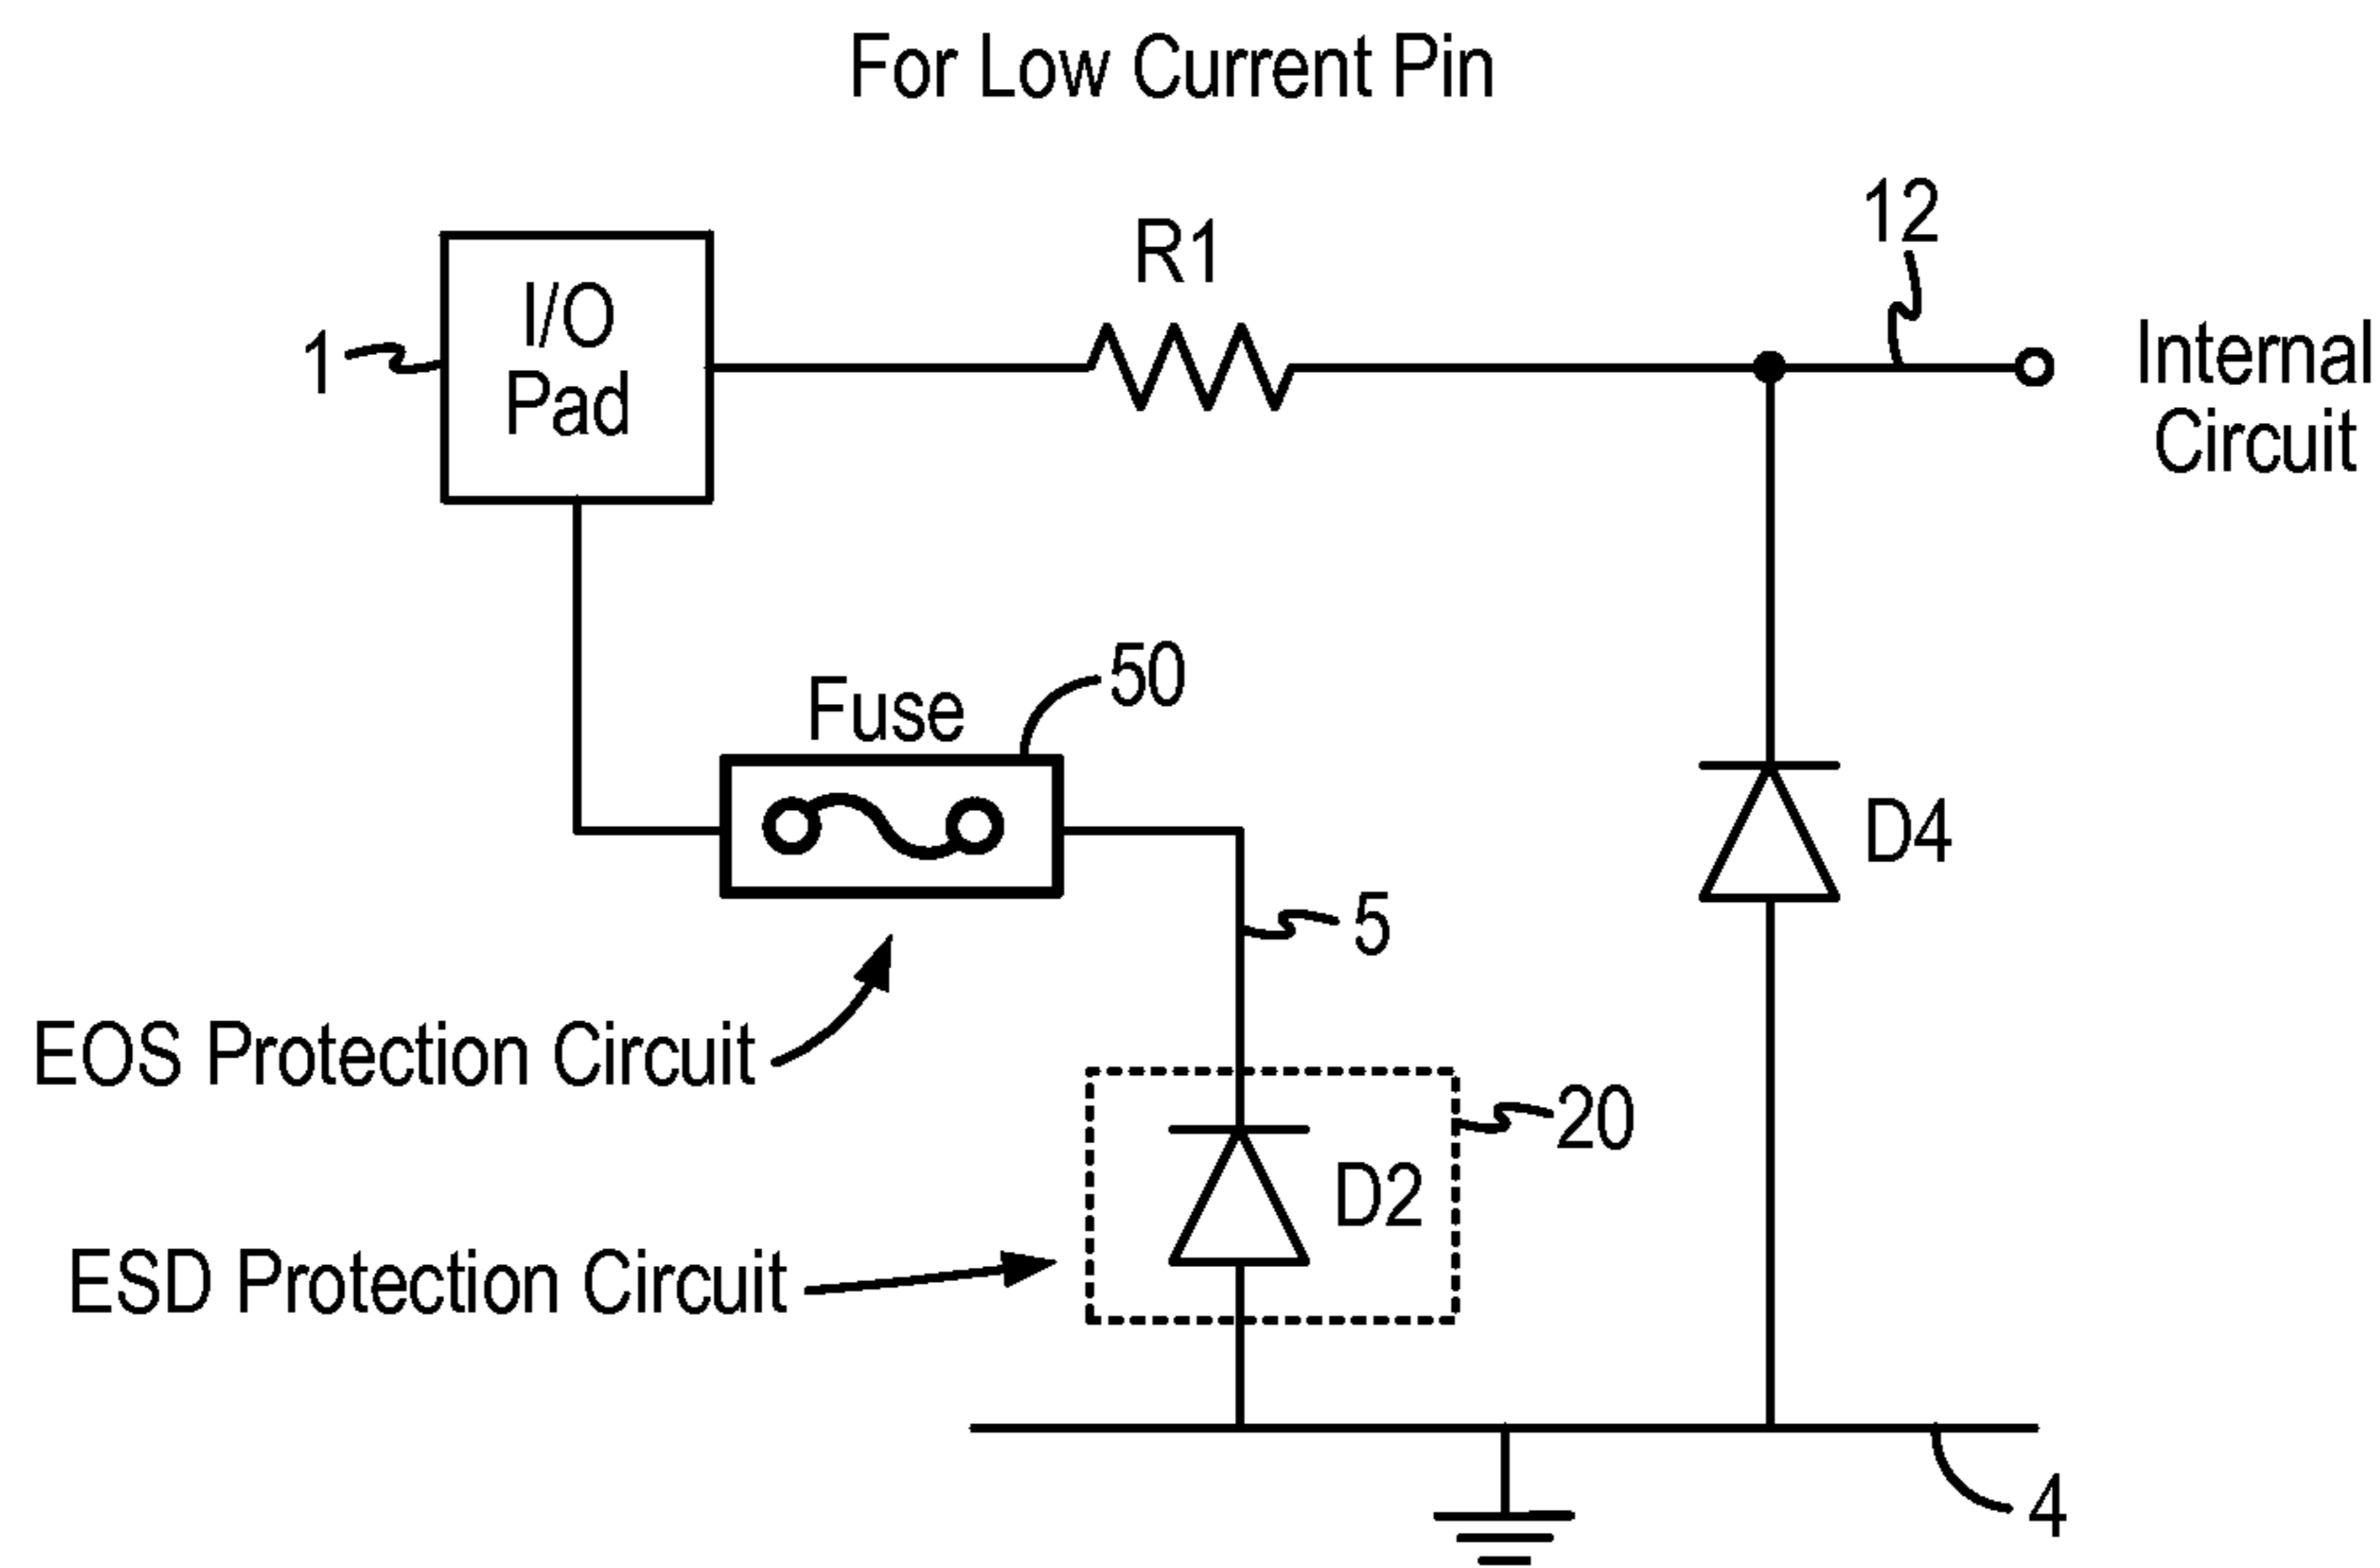 For Low Current Pin
12
R1
1
I/O
Pad
Internal
Circuit
50
Fuse
D4
5
EOS Protection Circuit
20
D2
ESD Protection Circuit
4